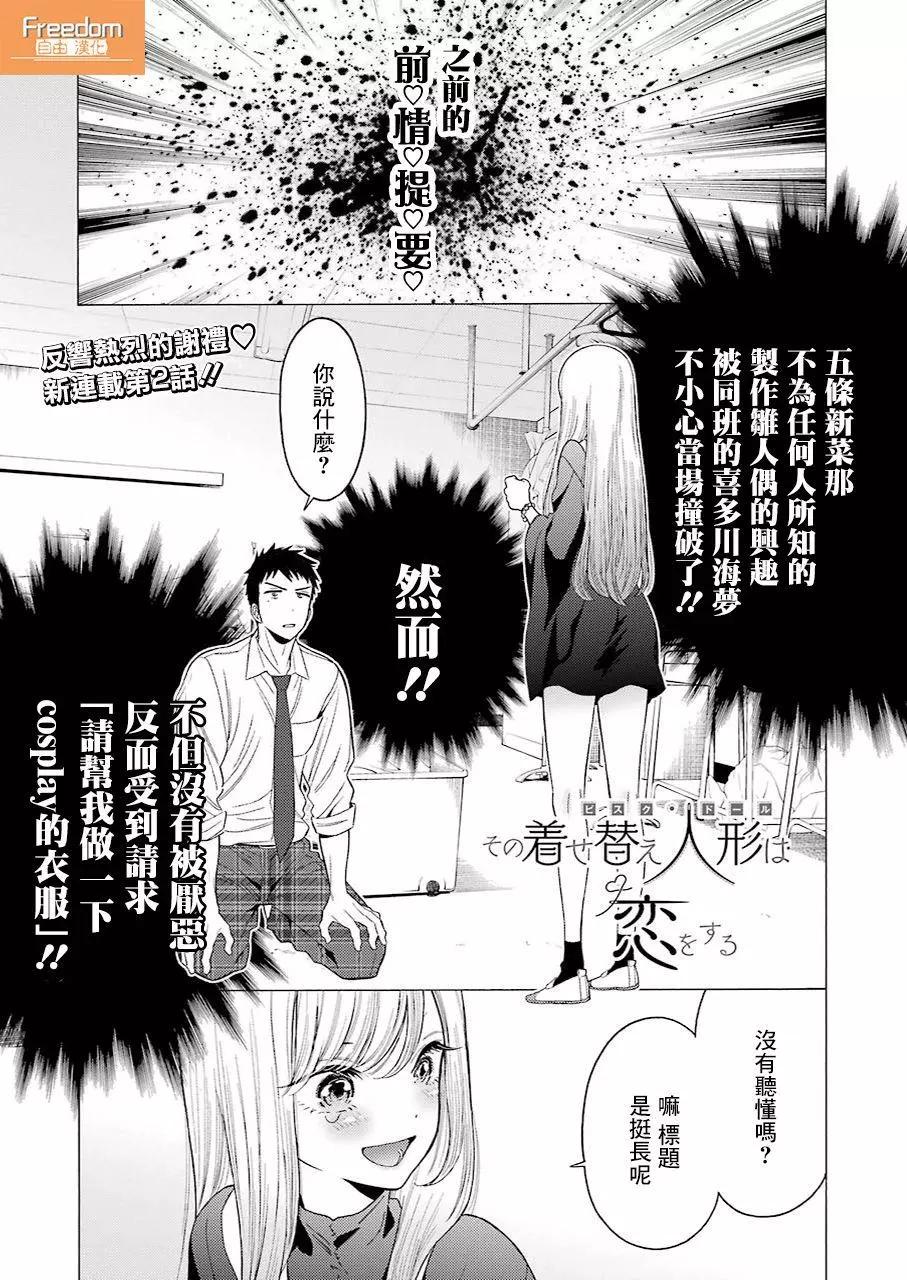 Freedom
自由 漢化
之前的
前♡情♡提♡要♡
反響熱烈的謝禮♡
新連載第2話!!
五條新菜那
不為任何人所知的
製作雛人偶的興趣
被同班的喜多川海夢
不小心當場撞破了!!
你說什麼?
然而!!
不但沒有被厭惡
反而受到請求
「請幫我做一下
cosplay的衣服」!!
ビスク・ドール
その着せ替え人形は
恋をする
沒有聽懂嗎?
嘛 標題
是挺長呢